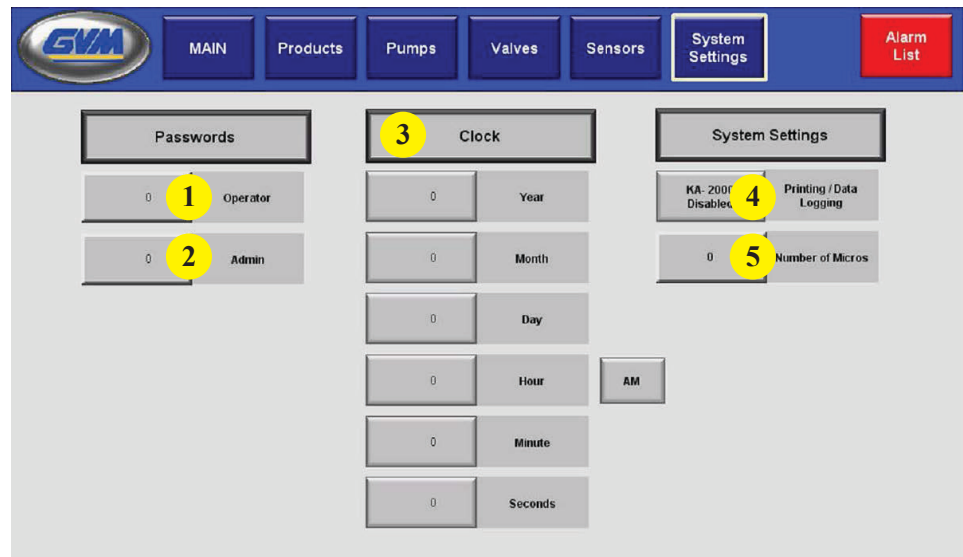 GVM
MAIN
Products
Pumps
Valves
Sensors
System
Settings
Alarm
List
Passwords
0
1
Operator
0
2
Admin
3
Clock
0
Year
0
Month
0
Day
0
Hour
AM
0
Minute
0
Seconds
System Settings
KA- 200
Disabled
4
Printing / Data
Logging
0
5
Number of Micros